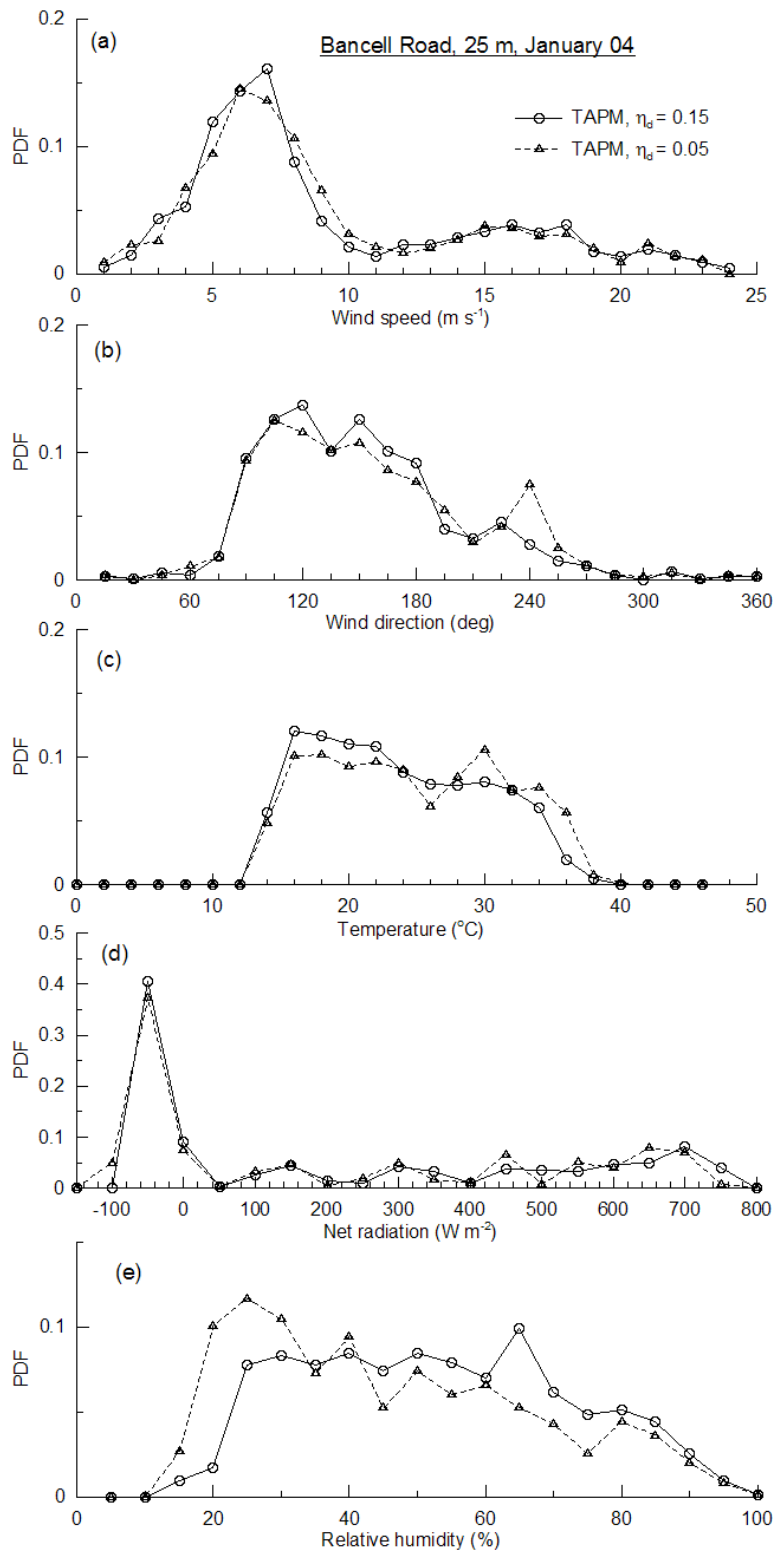 (a)
Bancell Road, 25 m, January 04
TAPM, ηd = 0.15
TAPM, ηd = 0.05
PDF
0.2
0.1
0
0 5 10 15 20 25
Wind speed (m s-1)
(b)
PDF
0.2
0.1
0
0 60 120 180 240 300 360
Wind direction (deg)
(c)
PDF
0.2
0.1
0
0 10 20 30 40 50
Temperature (oC)
(d)
PDF
0.5
0.4
0.3
0.2
0.1
0
-100 0 100 200 300 400 500 600 700 800
Net radiation (W m-2)
(e)
PDF
0.1
0
0 20 40 60 80 100
Relative humidity (%)